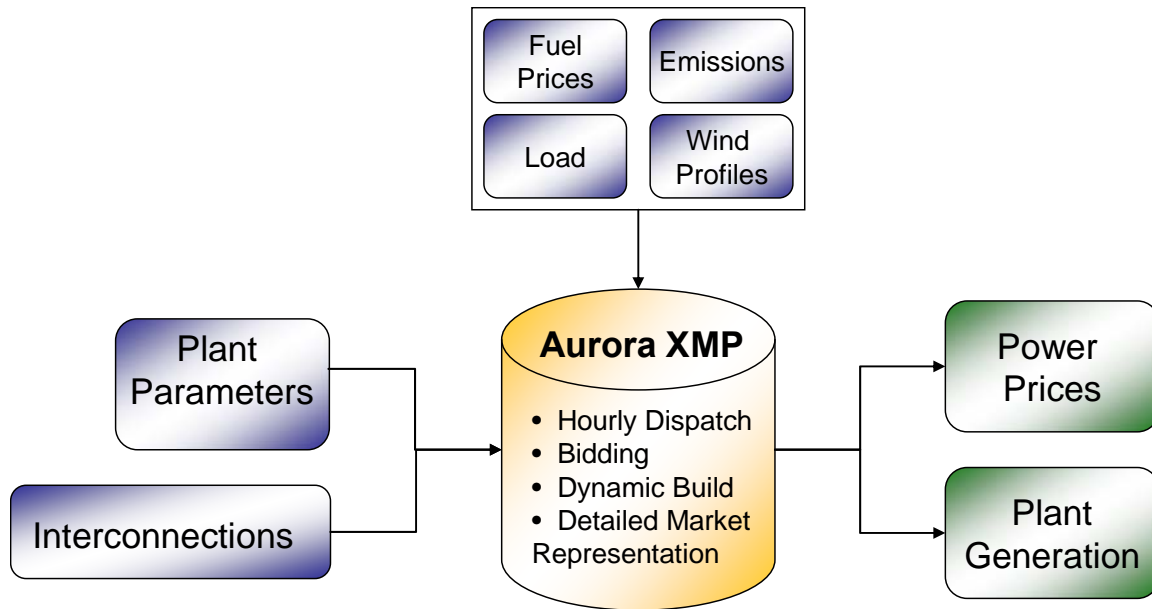 Fuel
Prices
Emissions
Load
Wind
Profiles
Plant
Parameters
Interconnections
Aurora XMP
• Hourly Dispatch
• Bidding
• Dynamic Build
• Detailed Market
Representation
Power
Prices
Plant
Generation